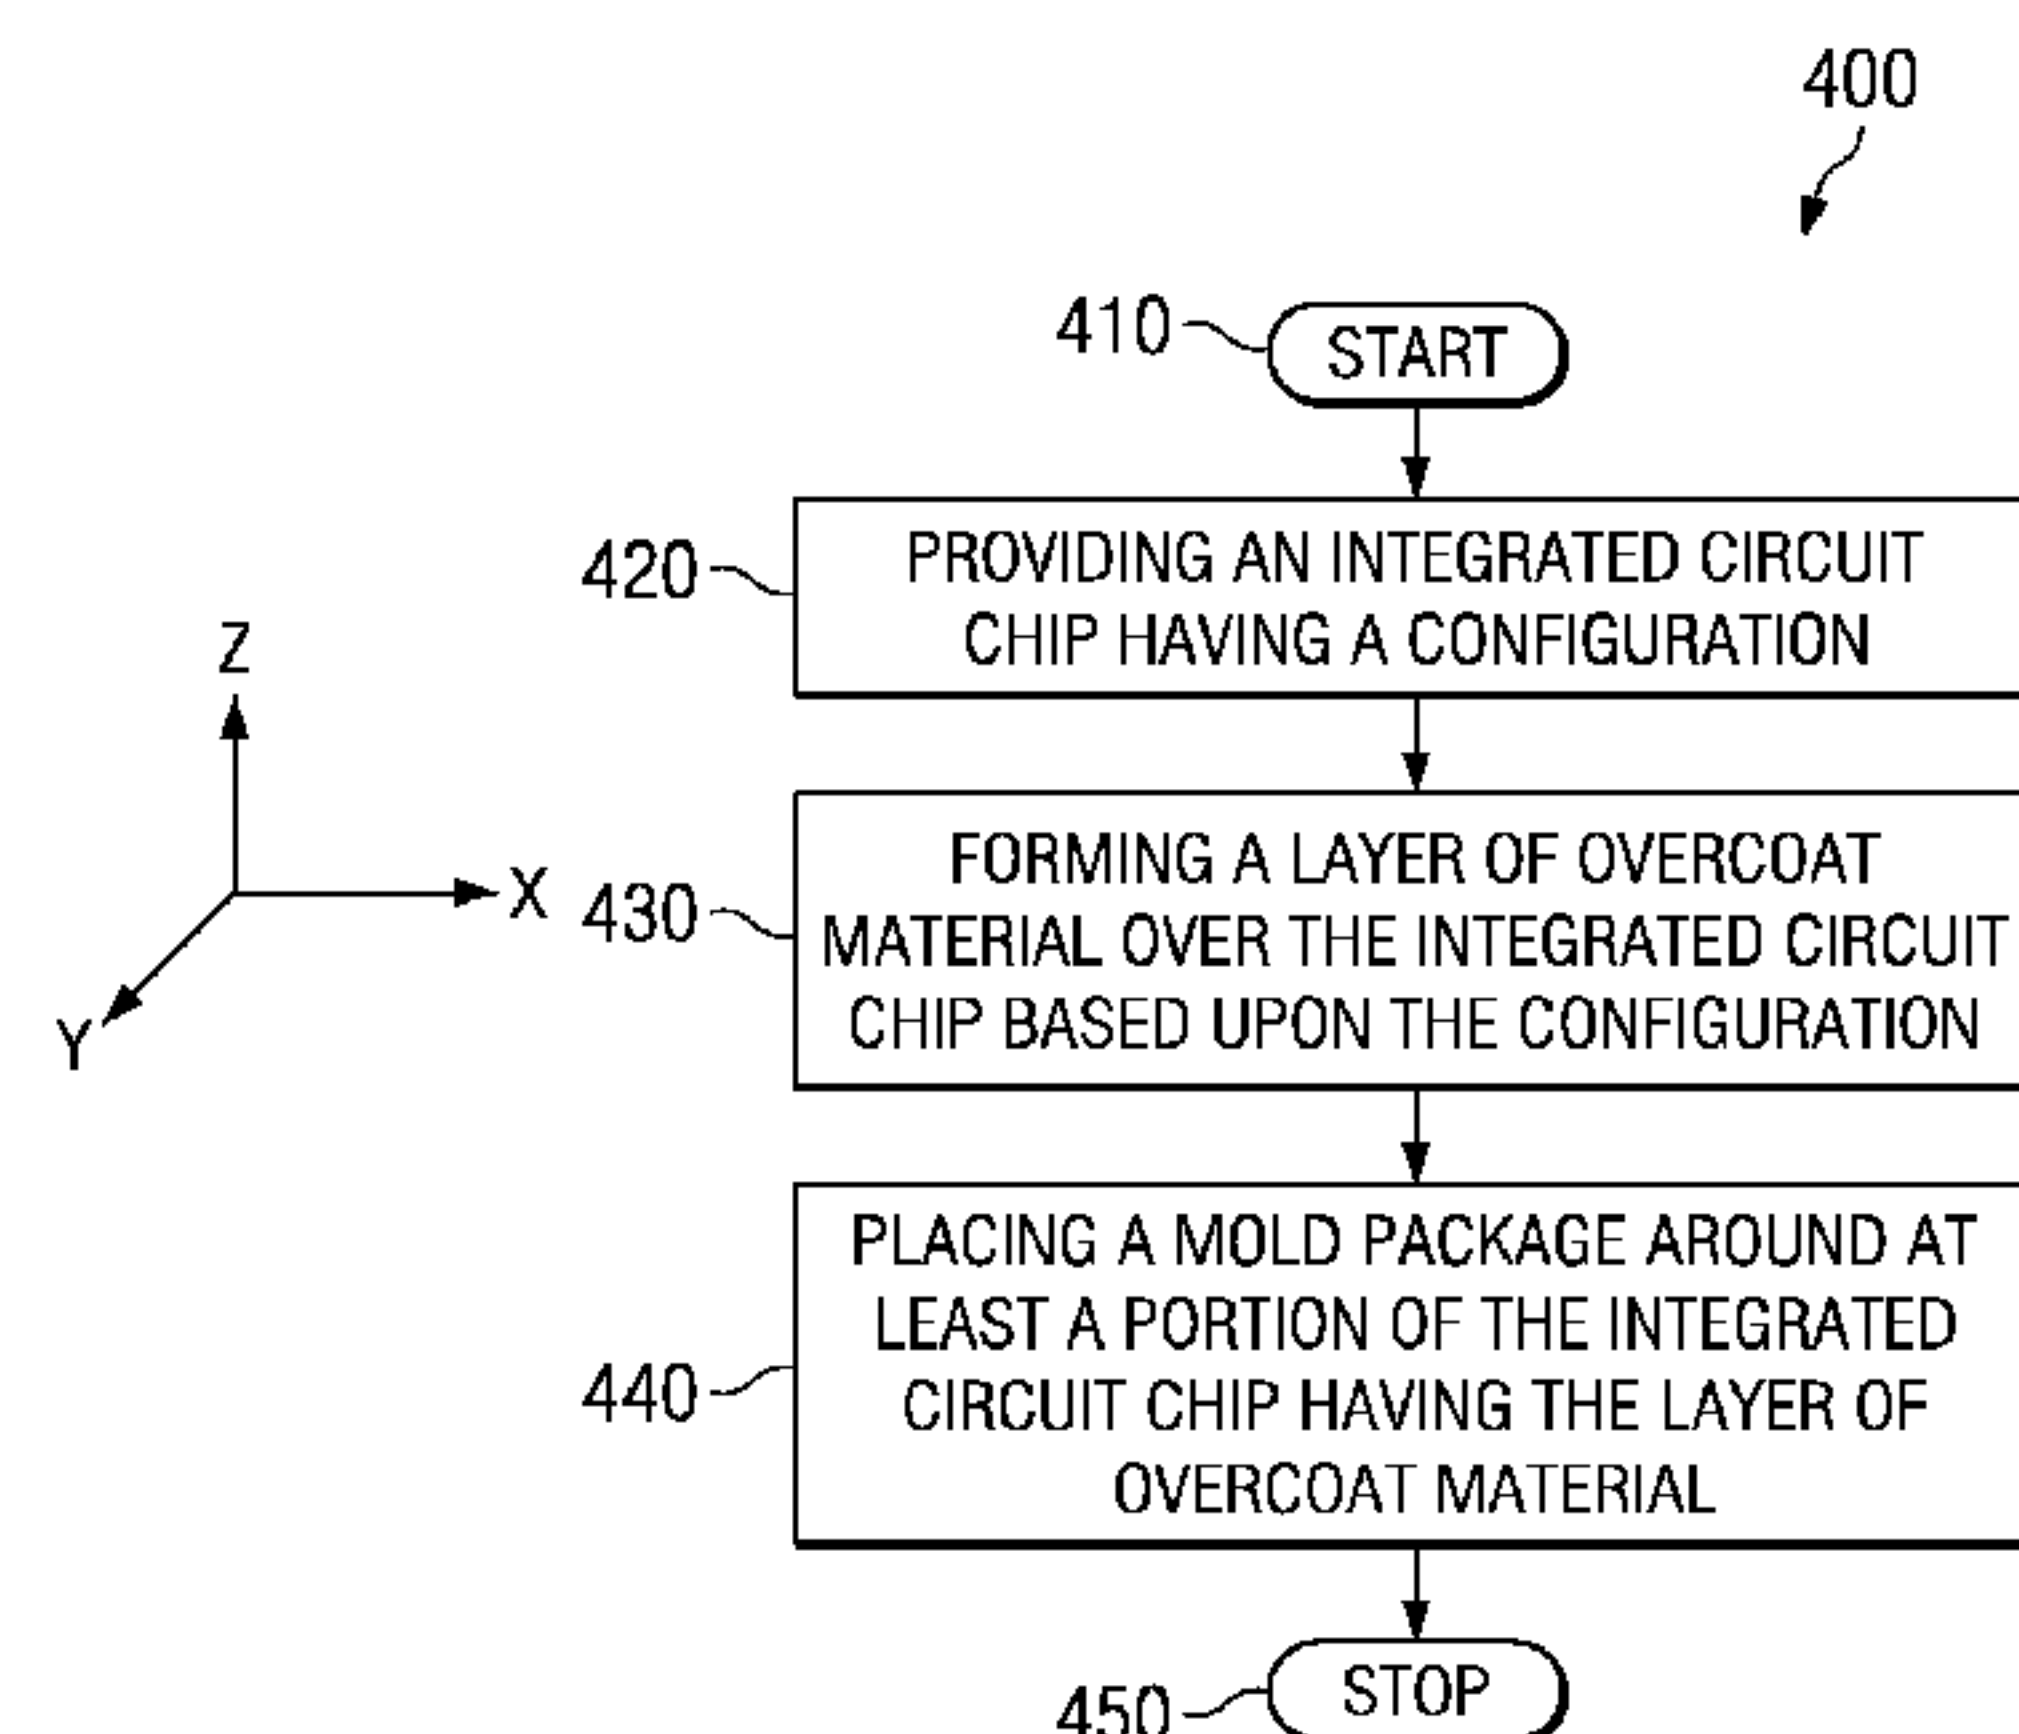 400
410
START
420
PROVIDING AN INTEGRATED CIRCUIT
CHIP HAVING A CONFIGURATION
Z
X
Y
430
FORMING A LAYER OF OVERCOAT
MATERIAL OVER THE INTEGRATED CIRCUIT
CHIP BASED UPON THE CONFIGURATION
440
PLACING A MOLD PACKAGE AROUND AT
LEAST A PORTION OF THE INTEGRATED
CIRCUIT CHIP HAVING THE LAYER OF
OVERCOAT MATERIAL
450
STOP